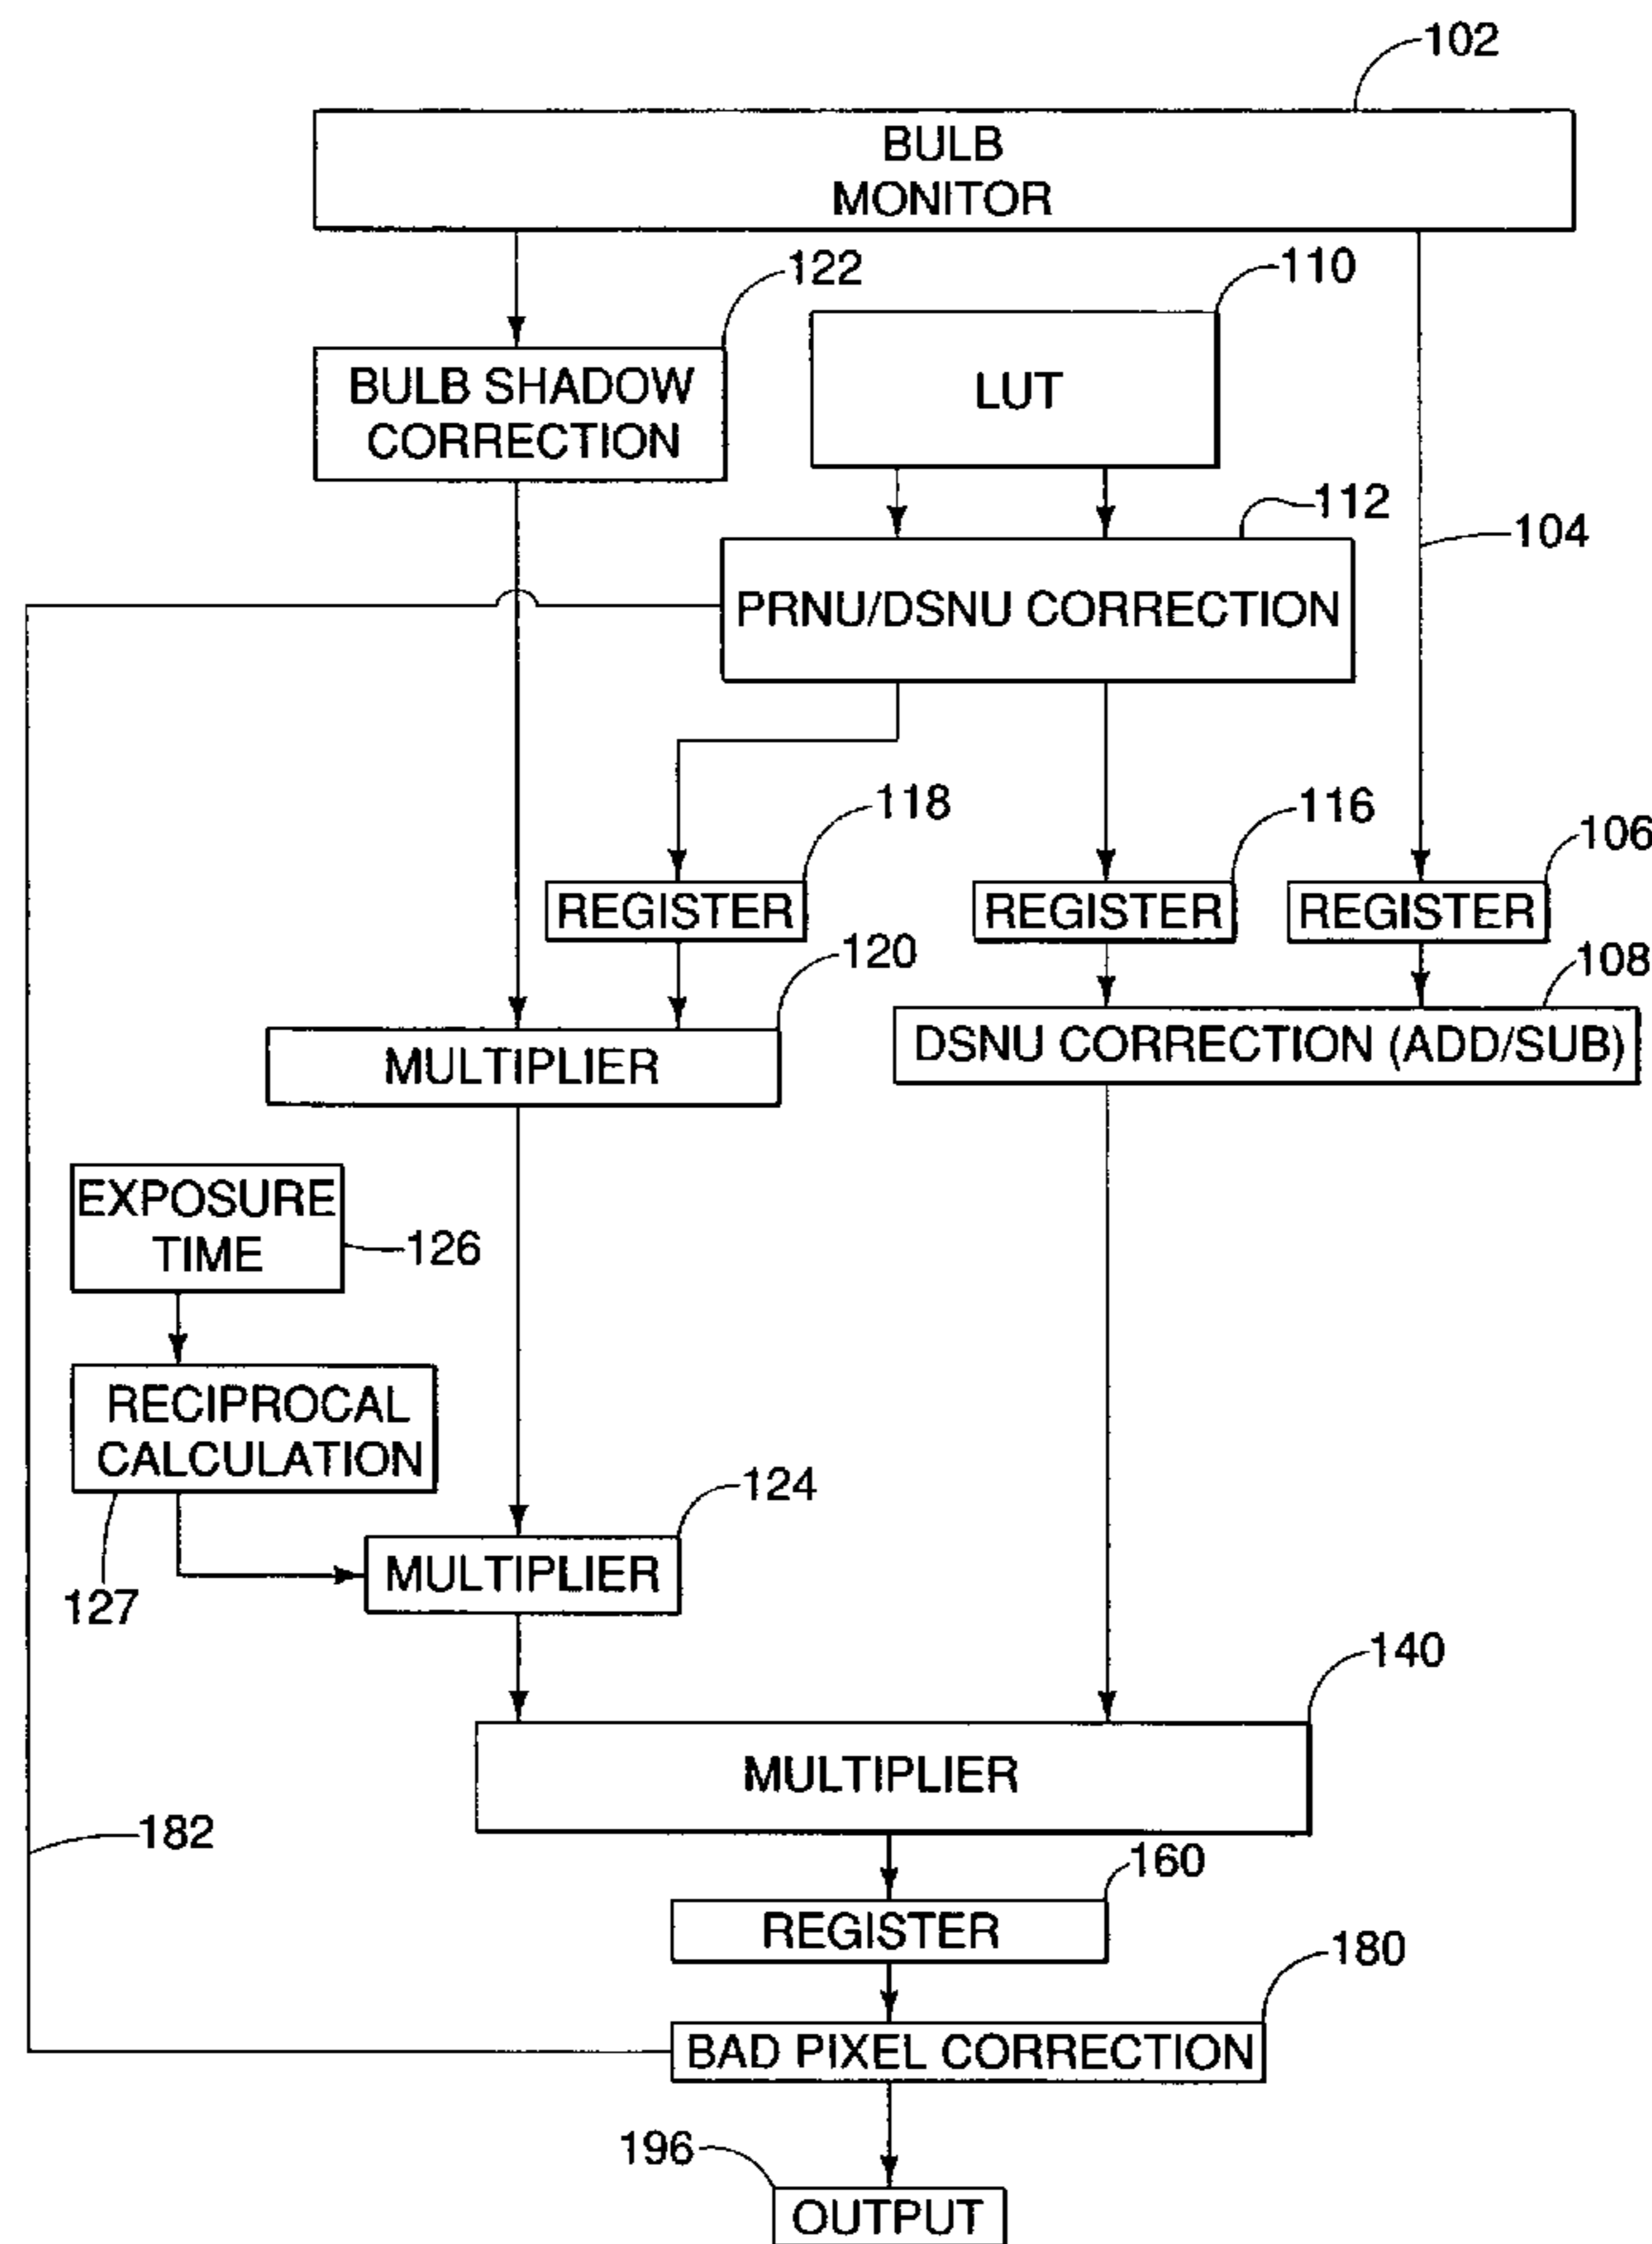 102
BULB
MONITOR
122
110
BULB SHADOW
CORRECTION
LUT
112
104
PRNU/DSNU CORRECTION
118
116
106
REGISTER
REGISTER
REGISTER
120
108
MULTIPLIER
DSNU CORRECTION (ADD/SUB)
EXPOSURE
TIME
126
RECIPROCAL
CALCULATION
124
127
MULTIPLIER
140
MULTIPLIER
182
160
REGISTER
180
BAD PIXEL CORRECTION
196
OUTPUT